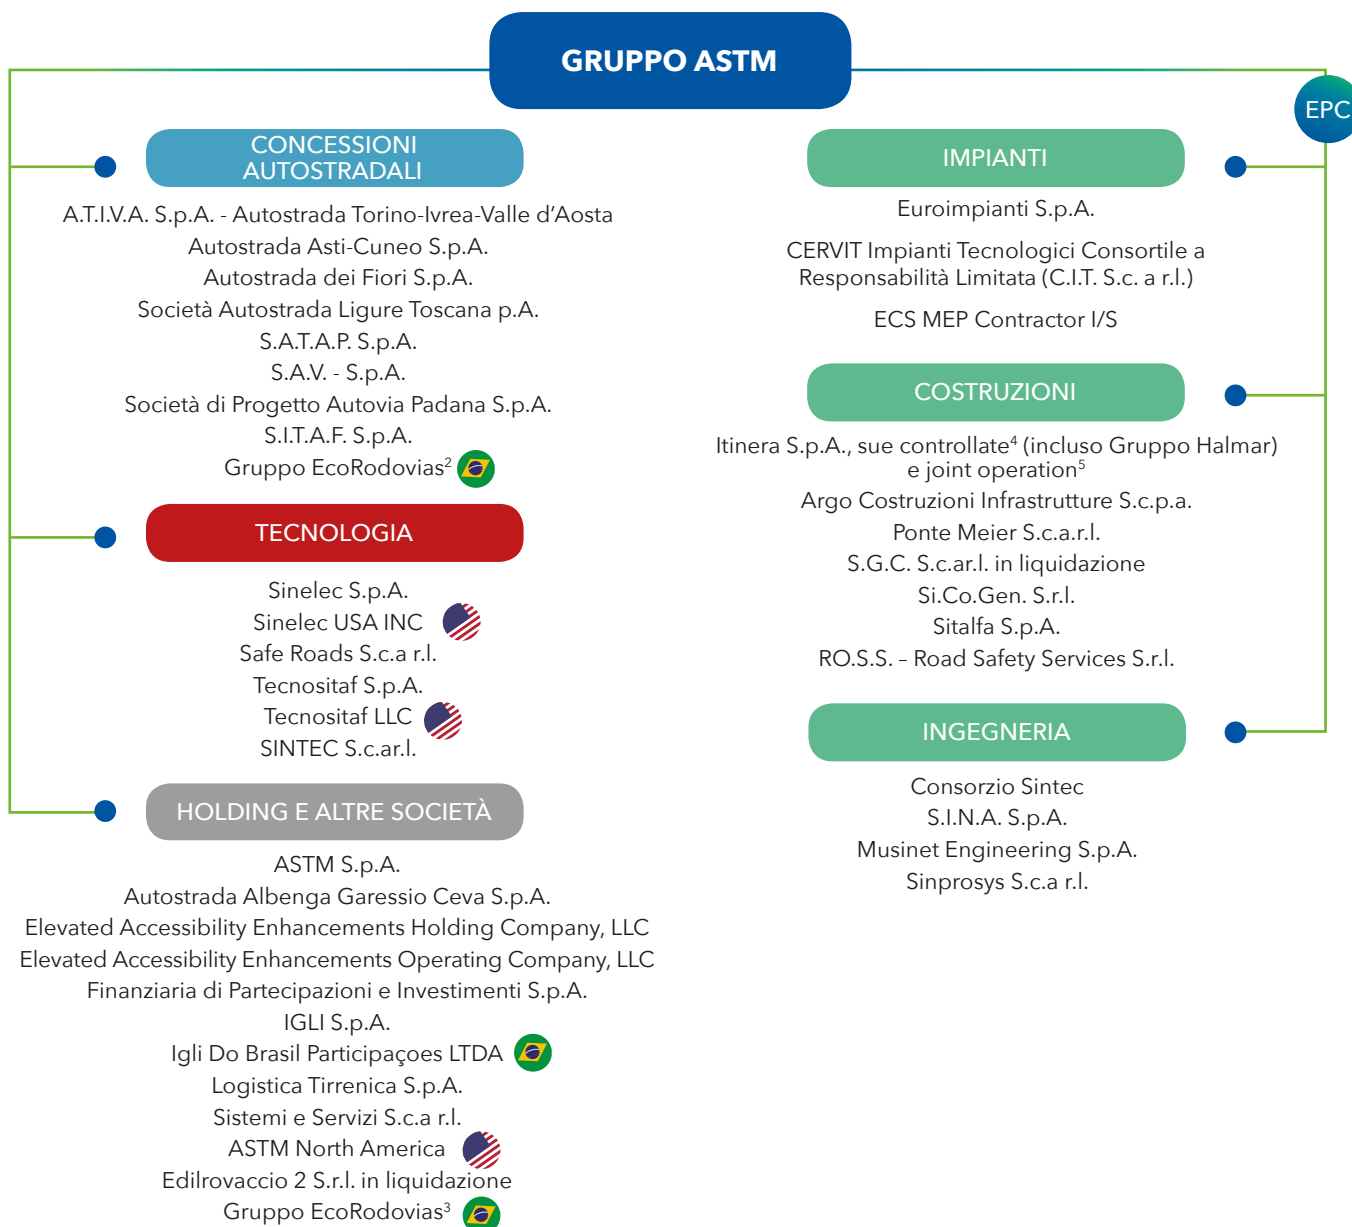 GRUPPO ASTM
EPC
CONCESSIONI
AUTOSTRADALI
A.T.I.V.A. S.p.A. - Autostrada Torino-Ivrea-Valle d’Aosta
Autostrada Asti-Cuneo S.p.A.
Autostrada dei Fiori S.p.A.
Società Autostrada Ligure Toscana p.A.
S.A.T.A.P. S.p.A.
S.A.V. - S.p.A.
Società di Progetto Autovia Padana S.p.A.
S.I.T.A.F. S.p.A.
Gruppo EcoRodovias²
TECNOLOGIA
Sinelec S.p.A.
Sinelec USA INC
Safe Roads S.c.a r.l.
Tecnositaf S.p.A.
Tecnositaf LLC
SINTEC S.c.ar.l.
HOLDING E ALTRE SOCIETÀ
ASTM S.p.A.
Autostrada Albenga Garessio Ceva S.p.A.
Elevated Accessibility Enhancements Holding Company, LLC
Elevated Accessibility Enhancements Operating Company, LLC
Finanziaria di Partecipazioni e Investimenti S.p.A.
IGLI S.p.A.
Igli Do Brasil Participaçoes LTDA
Logistica Tirrenica S.p.A.
Sistemi e Servizi S.c.a r.l.
ASTM North America
Edilrovaccio 2 S.r.l. in liquidazione
Gruppo EcoRodovias³
IMPIANTI
Euroimpianti S.p.A.
CERVIT Impianti Tecnologici Consortile a
Responsabilità Limitata (C.I.T. S.c. a r.l.)
ECS MEP Contractor I/S
COSTRUZIONI
Itinera S.p.A., sue controllate⁴ (incluso Gruppo Halmar)
e joint operation⁵
Argo Costruzioni Infrastrutture S.c.p.a.
Ponte Meier S.c.a.r.l.
S.G.C. S.c.ar.l. in liquidazione
Si.Co.Gen. S.r.l.
Sitalfa S.p.A.
RO.S.S. – Road Safety Services S.r.l.
INGEGNERIA
Consorzio Sintec
S.I.N.A. S.p.A.
Musinet Engineering S.p.A.
Sinprosys S.c.a r.l.